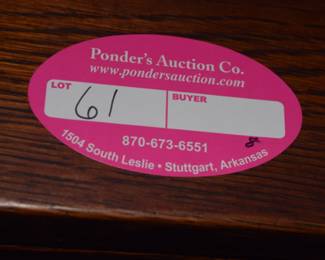 Ponder's Auction Co.
www.pondersauction.com
LOT
61
BUYER
870-673-6551
1504 South Leslie • Stuttgart, Arkansas